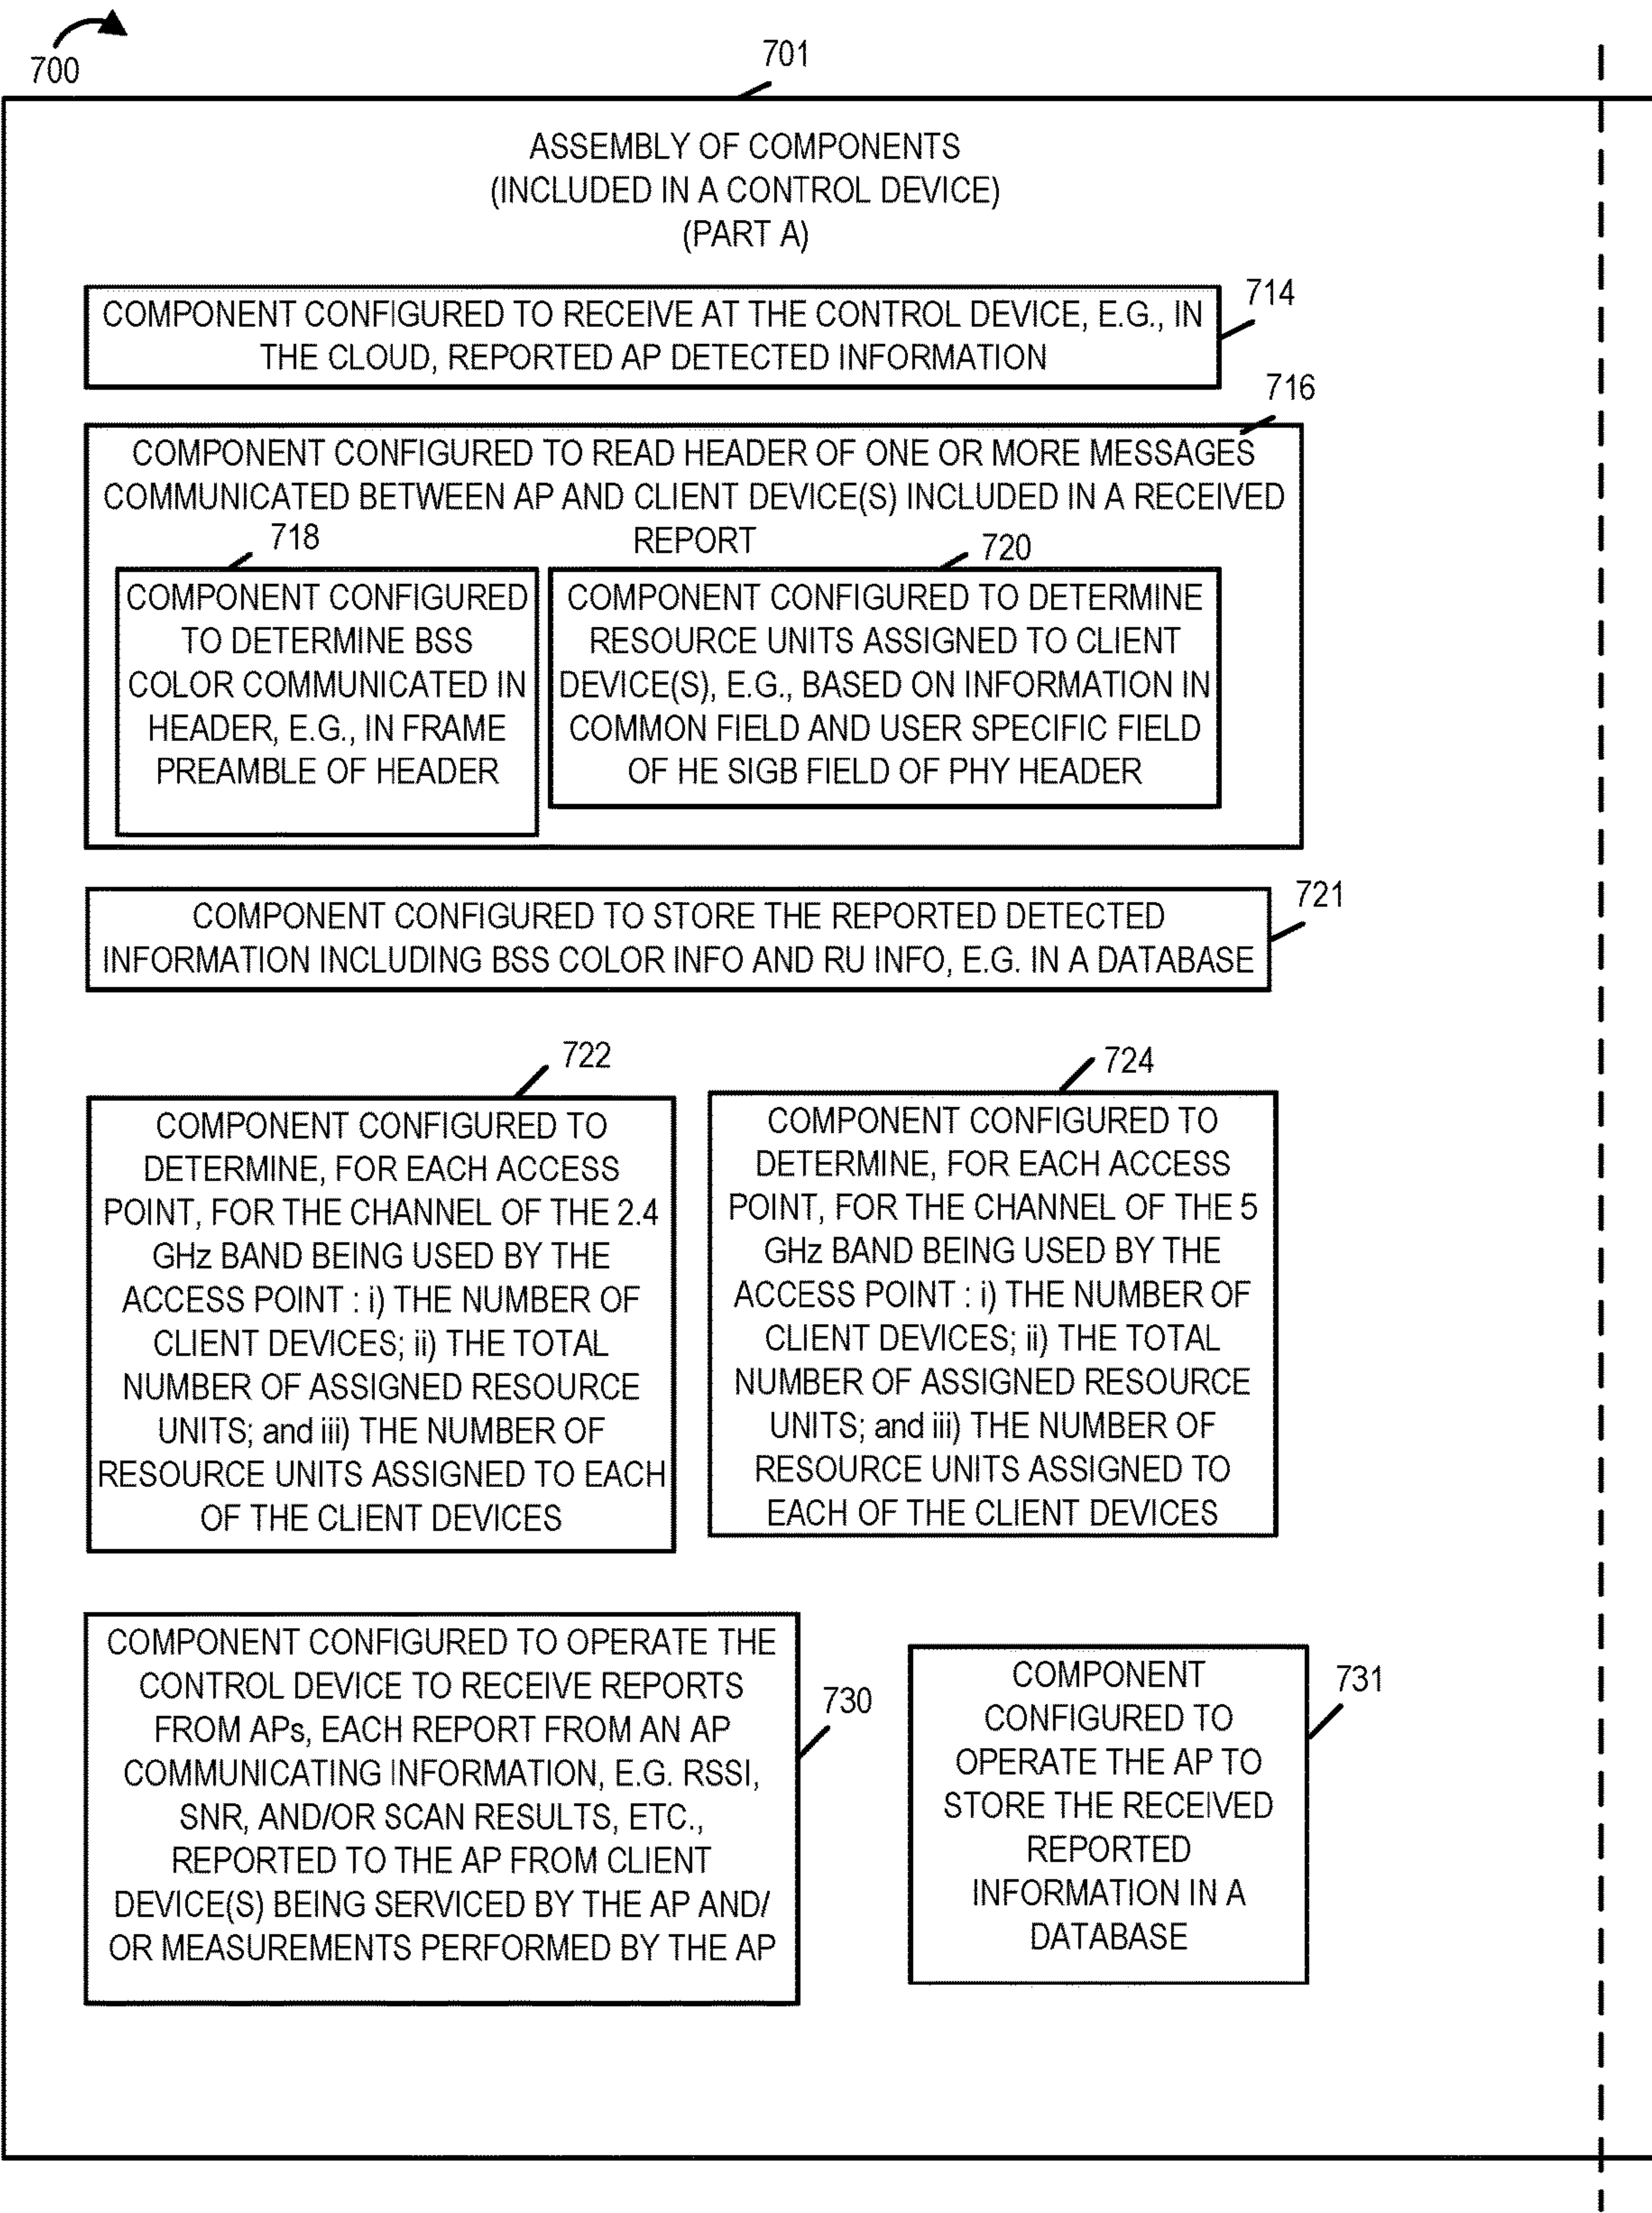 700
701
ASSEMBLY OF COMPONENTS
(INCLUDED IN A CONTROL DEVICE)
(PART A)
714
COMPONENT CONFIGURED TO RECEIVE AT THE CONTROL DEVICE, E.G., IN
THE CLOUD, REPORTED AP DETECTED INFORMATION
716
COMPONENT CONFIGURED TO READ HEADER OF ONE OR MORE MESSAGES
COMMUNICATED BETWEEN AP AND CLIENT DEVICE(S) INCLUDED IN A RECEIVED
REPORT
718
COMPONENT CONFIGURED
TO DETERMINE BSS
COLOR COMMUNICATED IN
HEADER, E.G., IN FRAME
PREAMBLE OF HEADER
720
COMPONENT CONFIGURED TO DETERMINE
RESOURCE UNITS ASSIGNED TO CLIENT
DEVICE(S), E.G., BASED ON INFORMATION IN
COMMON FIELD AND USER SPECIFIC FIELD
OF HE SIGB FIELD OF PHY HEADER
721
COMPONENT CONFIGURED TO STORE THE REPORTED DETECTED
INFORMATION INCLUDING BSS COLOR INFO AND RU INFO, E.G. IN A DATABASE
722
COMPONENT CONFIGURED TO
DETERMINE, FOR EACH ACCESS
POINT, FOR THE CHANNEL OF THE 2.4
GHz BAND BEING USED BY THE
ACCESS POINT : i) THE NUMBER OF
CLIENT DEVICES; ii) THE TOTAL
NUMBER OF ASSIGNED RESOURCE
UNITS; and iii) THE NUMBER OF
RESOURCE UNITS ASSIGNED TO EACH
OF THE CLIENT DEVICES
724
COMPONENT CONFIGURED TO
DETERMINE, FOR EACH ACCESS
POINT, FOR THE CHANNEL OF THE 5
GHz BAND BEING USED BY THE
ACCESS POINT : i) THE NUMBER OF
CLIENT DEVICES; ii) THE TOTAL
NUMBER OF ASSIGNED RESOURCE
UNITS; and iii) THE NUMBER OF
RESOURCE UNITS ASSIGNED TO
EACH OF THE CLIENT DEVICES
730
COMPONENT CONFIGURED TO OPERATE THE
CONTROL DEVICE TO RECEIVE REPORTS
FROM APs, EACH REPORT FROM AN AP
COMMUNICATING INFORMATION, E.G. RSSI,
SNR, AND/OR SCAN RESULTS, ETC.,
REPORTED TO THE AP FROM CLIENT
DEVICE(S) BEING SERVICED BY THE AP AND/
OR MEASUREMENTS PERFORMED BY THE AP
731
COMPONENT
CONFIGURED TO
OPERATE THE AP TO
STORE THE RECEIVED
REPORTED
INFORMATION IN A
DATABASE